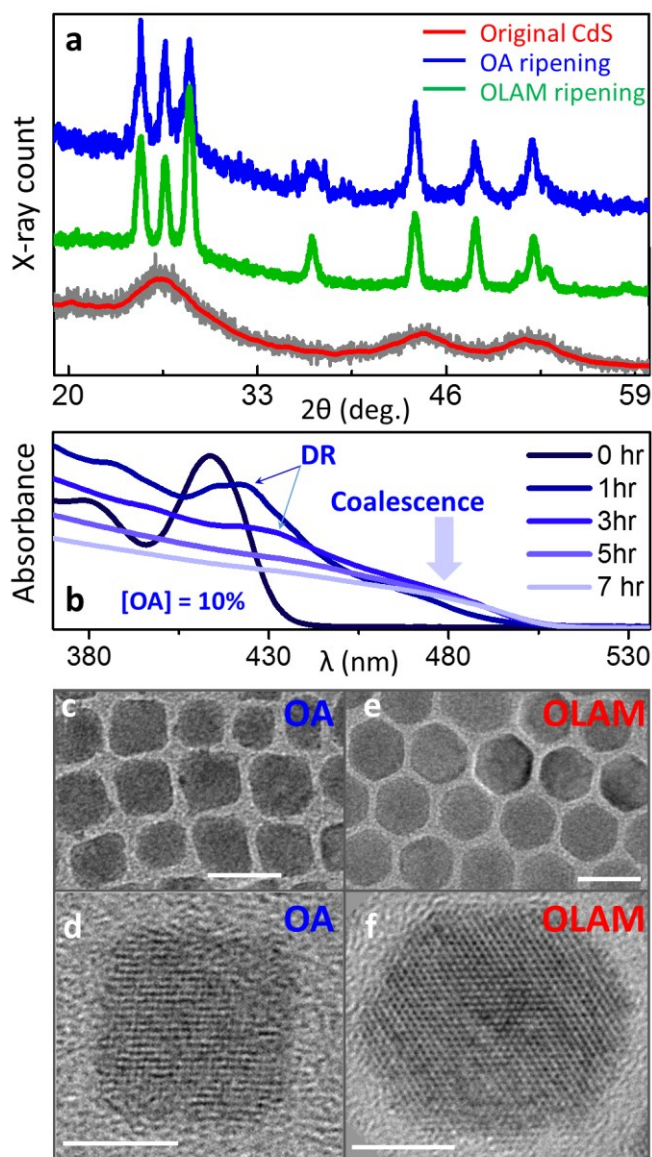 a
Original CdS
OA ripening
OLAM ripening
X-ray count
20 33 46 59
2θ (deg.)
Absorbance
DR
Coalescence
0 hr
1hr
3hr
5hr
7 hr
b
[OA] = 10%
380 430 480 530
λ (nm)
c OA
e OLAM
d OA
f OLAM